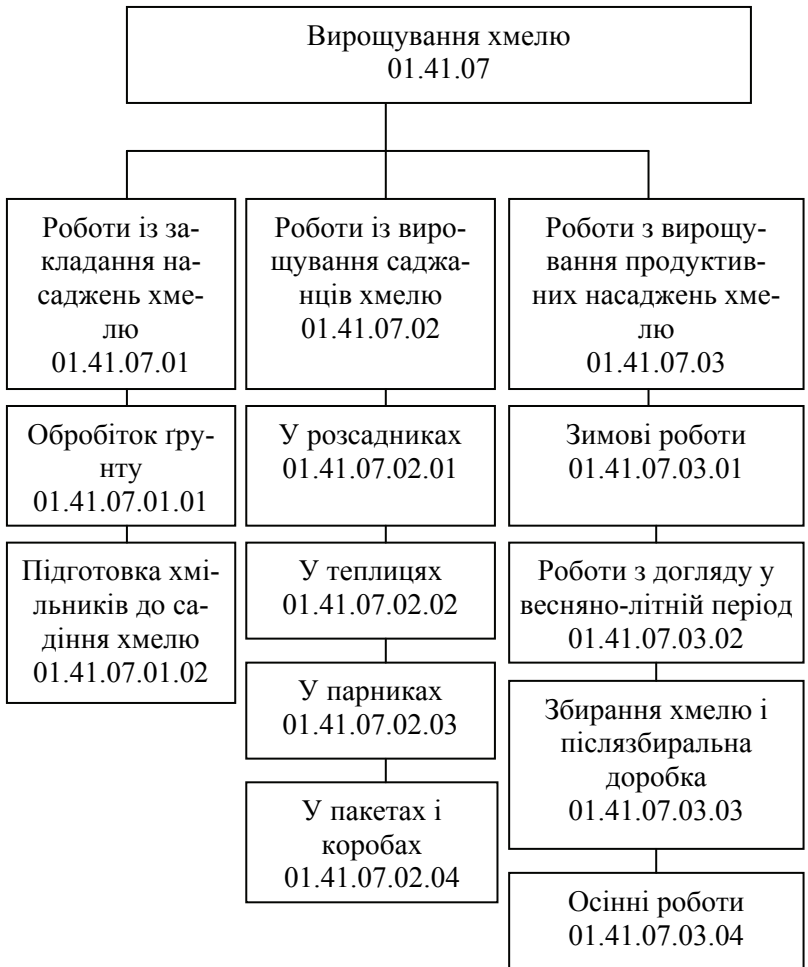 Вирощування хмелю
01.41.07
Роботи із за-
кладання на-
саджень хме-
лю
01.41.07.01
Обробіток ґру-
нту
01.41.07.01.01
Підготовка хмі-
льників до са-
діння хмелю
01.41.07.01.02
Роботи із виро-
щування саджа-
нців хмелю
01.41.07.02
У розсадниках
01.41.07.02.01
У теплицях
01.41.07.02.02
У парниках
01.41.07.02.03
У пакетах і
коробах
01.41.07.02.04
Роботи з вирощу-
вання продуктив-
них насаджень хме-
лю
01.41.07.03
Зимові роботи
01.41.07.03.01
Роботи з догляду у
весняно-літній період
01.41.07.03.02
Збирання хмелю і
післязбиральна
доробка
01.41.07.03.03
Осінні роботи
01.41.07.03.04